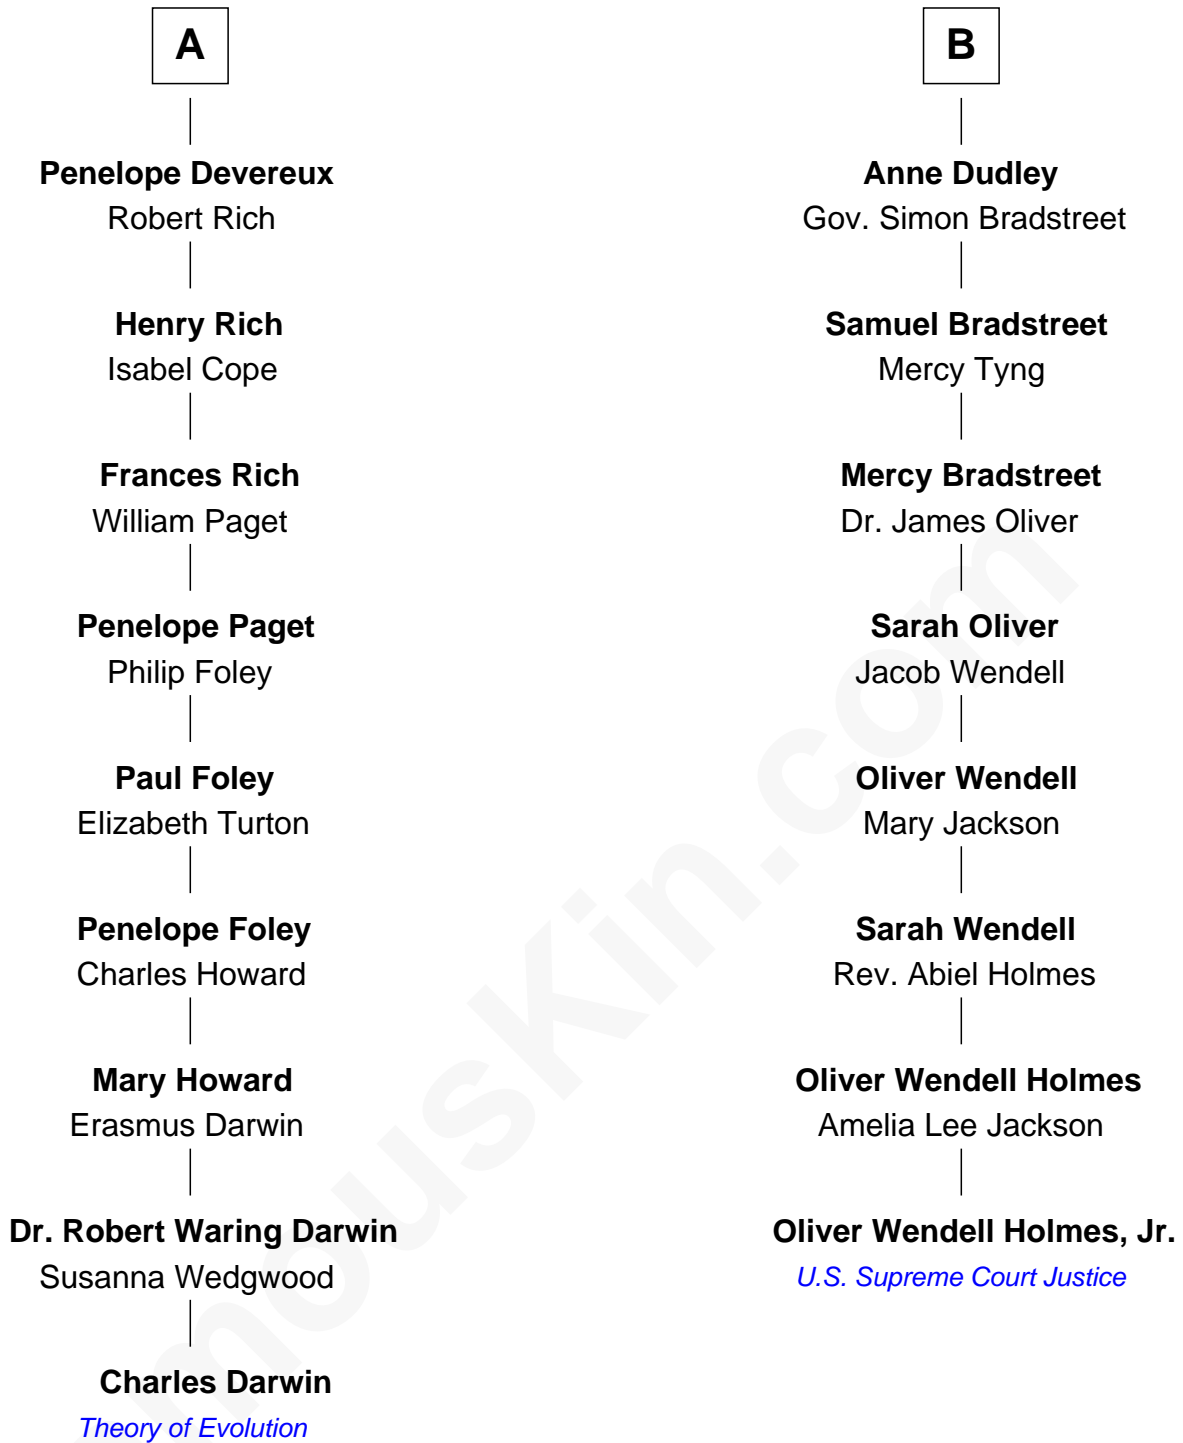 A
Penelope Devereux
Robert Rich
Henry Rich
Isabel Cope
Frances Rich
William Paget
Penelope Paget
Philip Foley
Paul Foley
Elizabeth Turton
Penelope Foley
Charles Howard
Mary Howard
Erasmus Darwin
Dr. Robert Waring Darwin
Susanna Wedgwood
Charles Darwin
Theory of Evolution
B
Anne Dudley
Gov. Simon Bradstreet
Samuel Bradstreet
Mercy Tyng
Mercy Bradstreet
Dr. James Oliver
Sarah Oliver
Jacob Wendell
Oliver Wendell
Mary Jackson
Sarah Wendell
Rev. Abiel Holmes
Oliver Wendell Holmes
Amelia Lee Jackson
Oliver Wendell Holmes, Jr.
U.S. Supreme Court Justice
mousKin.com